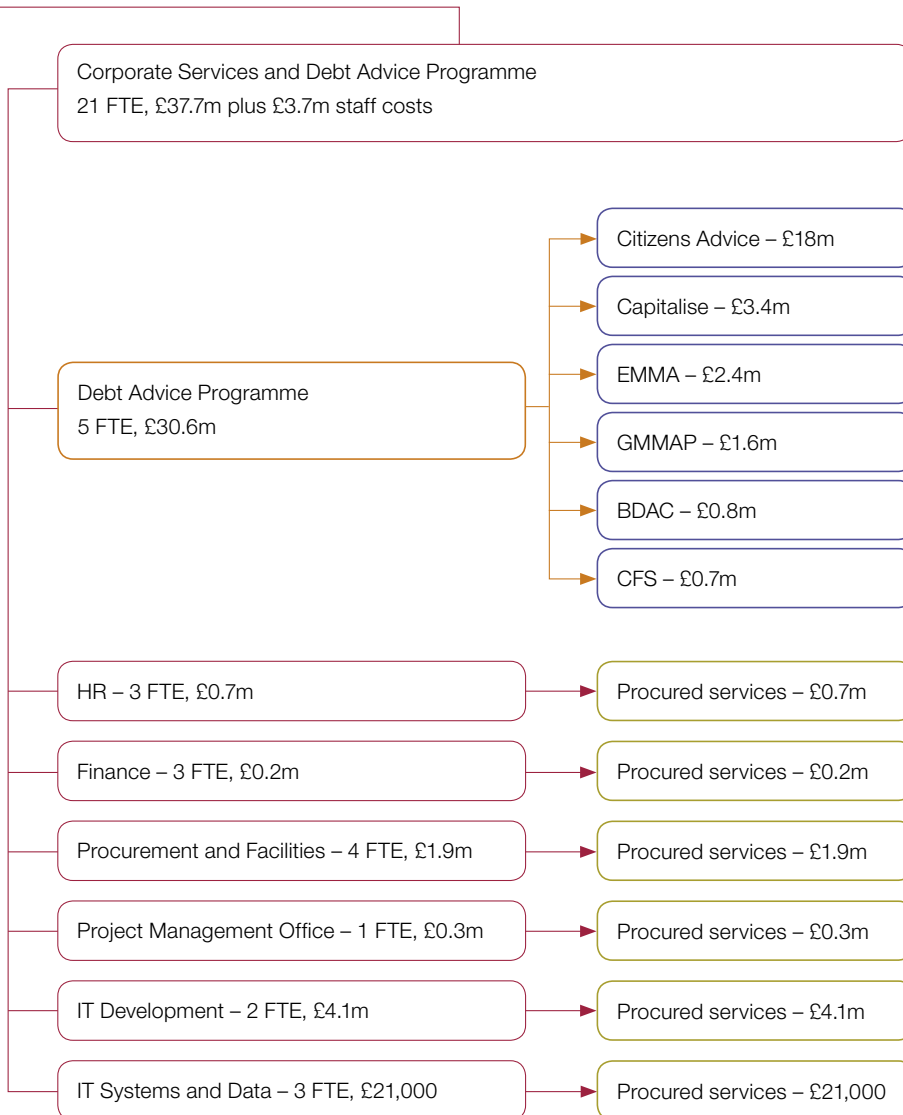 Corporate Services and Debt Advice Programme
21 FTE, £37.7m plus £3.7m staff costs
Citizens Advice – £18m
Capitalise – £3.4m
EMMA – £2.4m
Debt Advice Programme
5 FTE, £30.6m
GMMAP – £1.6m
BDAC – £0.8m
CFS – £0.7m
HR – 3 FTE, £0.7m
Procured services – £0.7m
Finance – 3 FTE, £0.2m
Procured services – £0.2m
Procurement and Facilities – 4 FTE, £1.9m
Procured services – £1.9m
Project Management Office – 1 FTE, £0.3m
Procured services – £0.3m
IT Development – 2 FTE, £4.1m
Procured services – £4.1m
IT Systems and Data – 3 FTE, £21,000
Procured services – £21,000